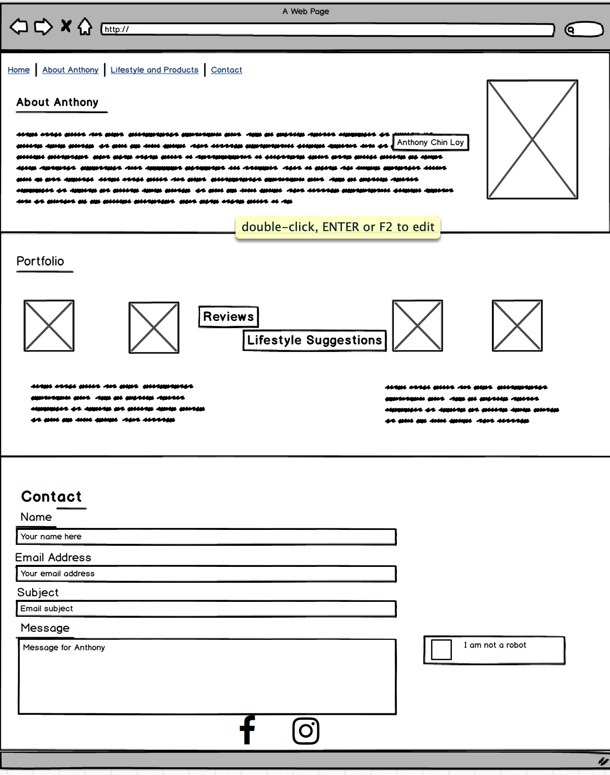 A Web Page
http://
Home About Anthony Lifestyle and Products Contact
About Anthony
Anthony Chin Loy
double-click, ENTER or F2 to edit
Portfolio
Reviews
Lifestyle Suggestions
Contact
Name
Your name here
Email Address
Your email address
Subject
Email subject
Message
Message for Anthony
I am not a robot